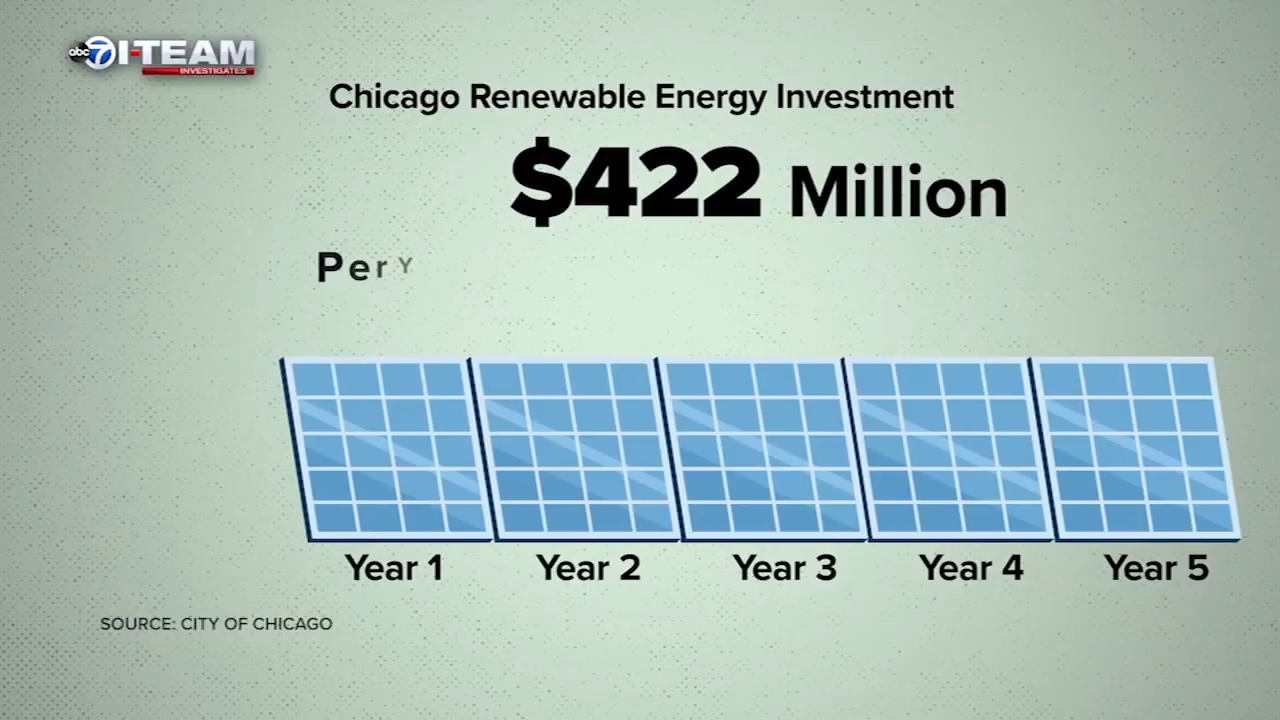 abc 7 I-TEAM
INVESTIGATES
Chicago Renewable Energy Investment
$422 Million
Per Y
Year 1 Year 2 Year 3 Year 4 Year 5
SOURCE: CITY OF CHICAGO